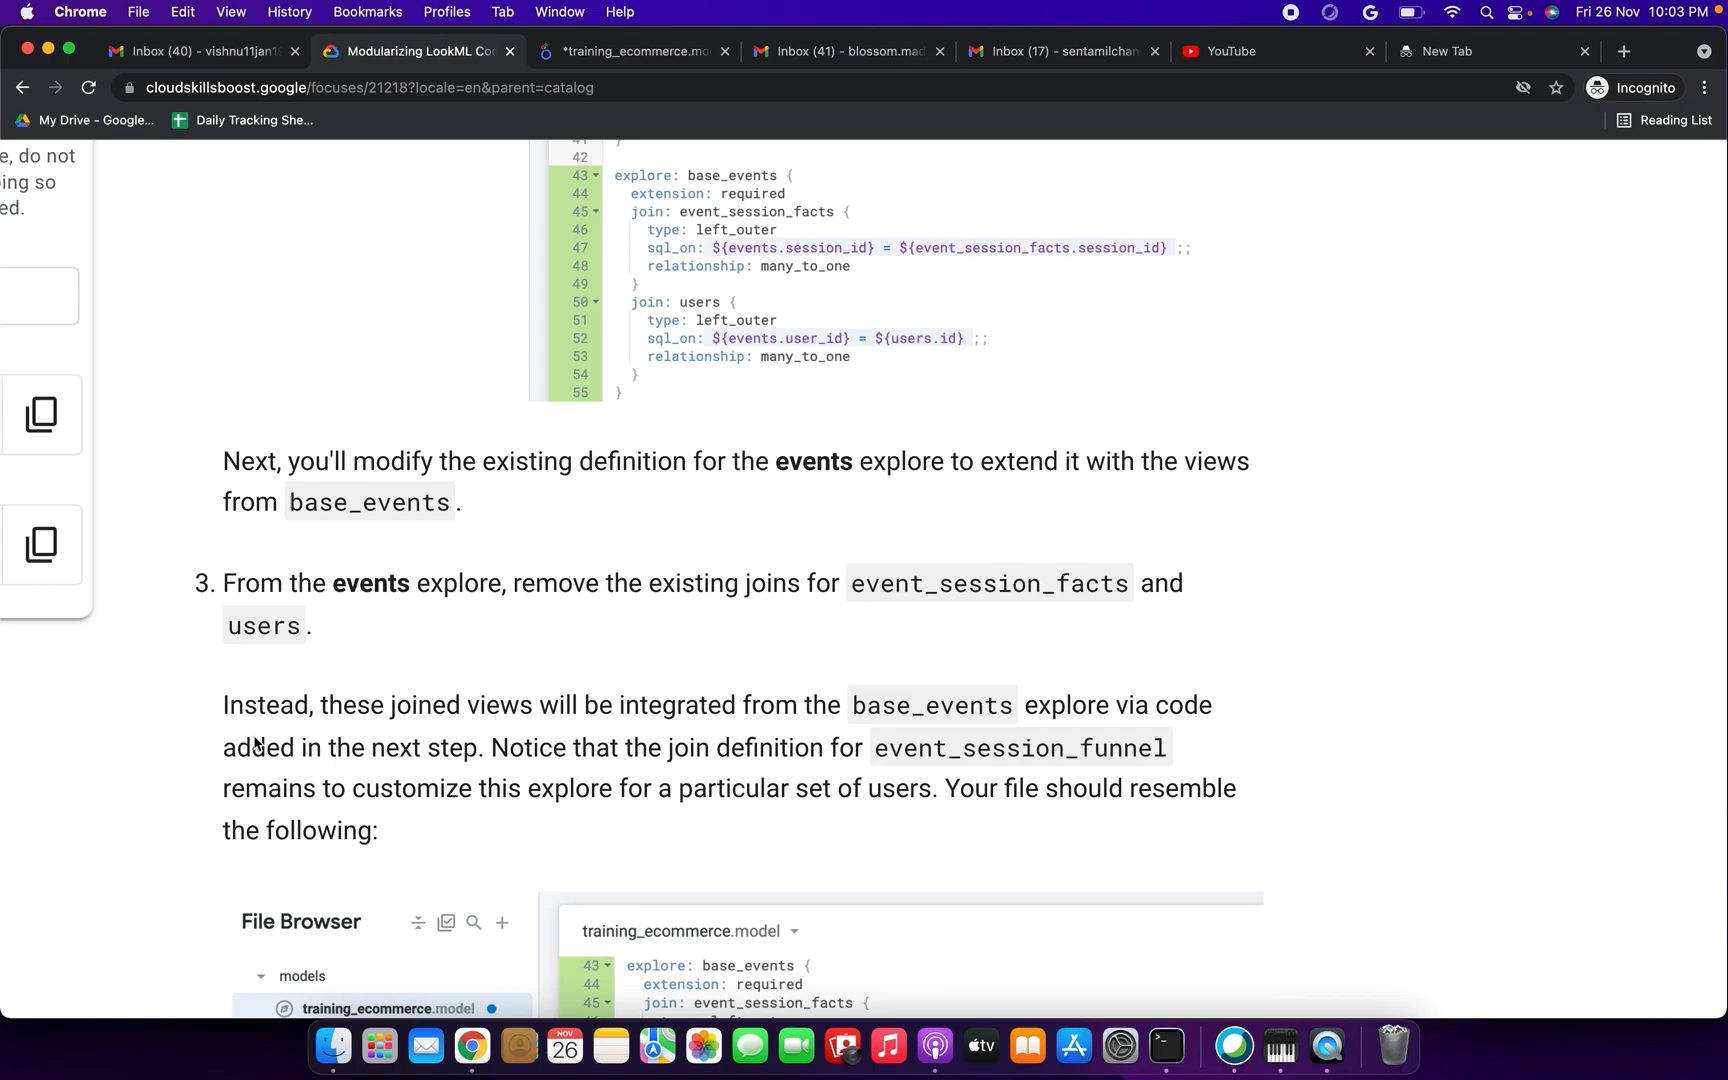 Chrome File Edit View History Bookmarks Profiles Tab Window Help Fri 26 Nov 10:03 PM
Inbox (40) - vishnu11jan1 Modularizing LookML Co *training_ecommerce.mo Inbox (41) - blossom.mad Inbox (17) - sentamilchan YouTube New Tab
cloudskillsboost.google/focuses/21218?locale=en&parent=catalog Incognito
My Drive - Google... Daily Tracking She... Reading List
e, do not
ing so
ed.
41 }
42
43 explore: base_events {
44 extension: required
45 join: event_session_facts {
46 type: left_outer
47 sql_on: ${events.session_id} = ${event_session_facts.session_id} ;;
48 relationship: many_to_one
49 }
50 join: users {
51 type: left_outer
52 sql_on: ${events.user_id} = ${users.id} ;;
53 relationship: many_to_one
54 }
55 }
Next, you'll modify the existing definition for the events explore to extend it with the views
from base_events.
3. From the events explore, remove the existing joins for event_session_facts and
users.
Instead, these joined views will be integrated from the base_events explore via code
added in the next step. Notice that the join definition for event_session_funnel
remains to customize this explore for a particular set of users. Your file should resemble
the following:
File Browser
training_ecommerce.model
models
training_ecommerce.model
43 explore: base_events {
44 extension: required
45 join: event_session_facts {
NOV
26
tv